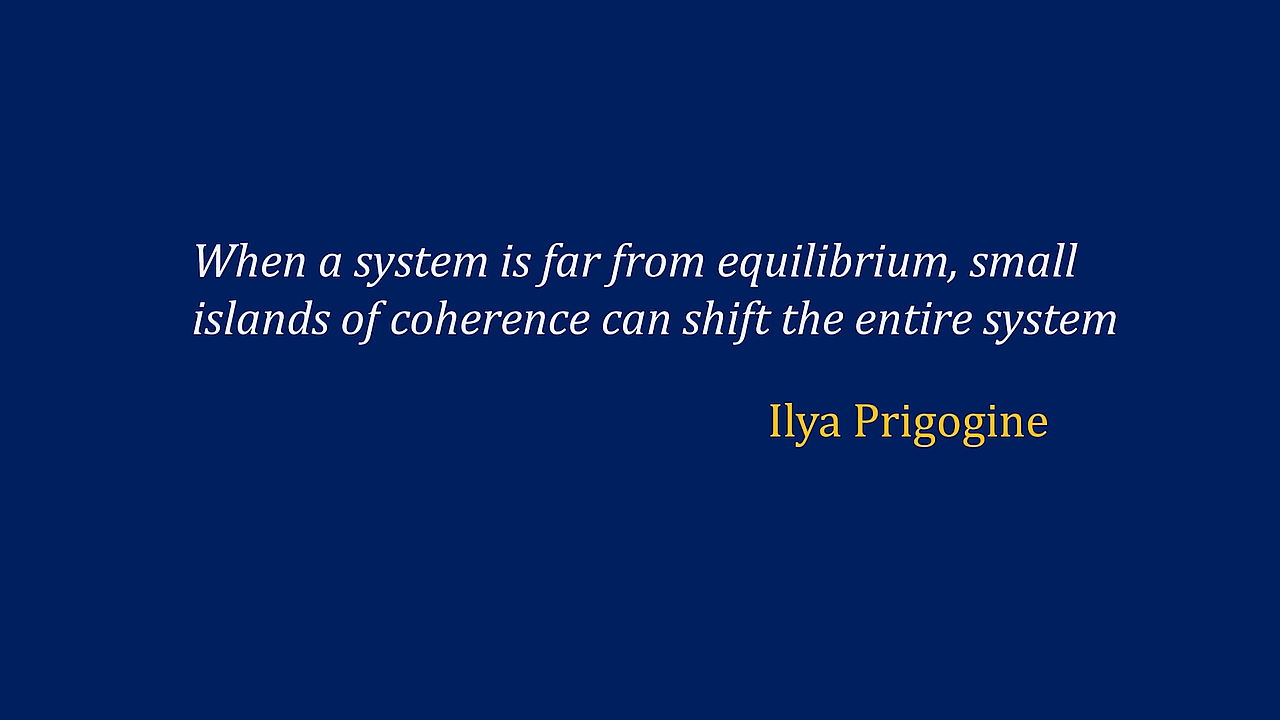 When a system is far from equilibrium, small
islands of coherence can shift the entire system
Ilya Prigogine